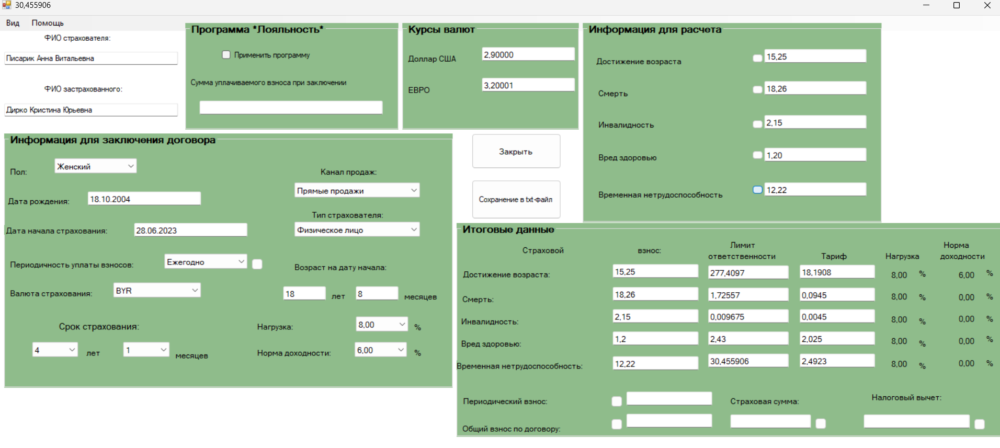 30,455906
Вид Помощь
ФИО страхователя:
Писарик Анна Витальевна
ФИО застрахованного:
Дирко Кристина Юрьевна
Программа *Лояльность*
Применить программу
Сумма уплачиваемого взноса при заключении
Курсы валют
Доллар США 2,90000
ЕВРО 3,20001
Информация для расчета
Достижение возраста 15,25
Смерть 18,26
Инвалидность 2,15
Вред здоровью 1,20
Временная нетрудоспособность 12,22
Информация для заключения договора
Пол: Женский
Дата рождения: 18.10.2004
Дата начала страхования: 28.06.2023
Периодичность уплаты взносов: Ежегодно
Валюта страхования: BYR
Срок страхования:
4 лет 1 месяцев
Канал продаж:
Прямые продажи
Тип страхователя:
Физическое лицо
Возраст на дату начала:
18 лет 8 месяцев
Нагрузка: 8,00 %
Норма доходности: 6,00 %
Закрыть
Сохранение в txt-файл
Итоговые данные
Страховой взнос: Лимит ответственности Тариф Нагрузка Норма доходности
Достижение возраста: 15,25 277,4097 18,1908 8,00 % 6,00 %
Смерть: 18,26 1,72557 0,0945 8,00 % 0,00 %
Инвалидность: 2,15 0,009675 0,0045 8,00 % 0,00 %
Вред здоровью: 1,2 2,43 2,025 8,00 % 0,00 %
Временная нетрудоспособность: 12,22 30,455906 2,4923 8,00 % 0,00 %
Периодический взнос: Страховая сумма: Налоговый вычет:
Общий взнос по договору: